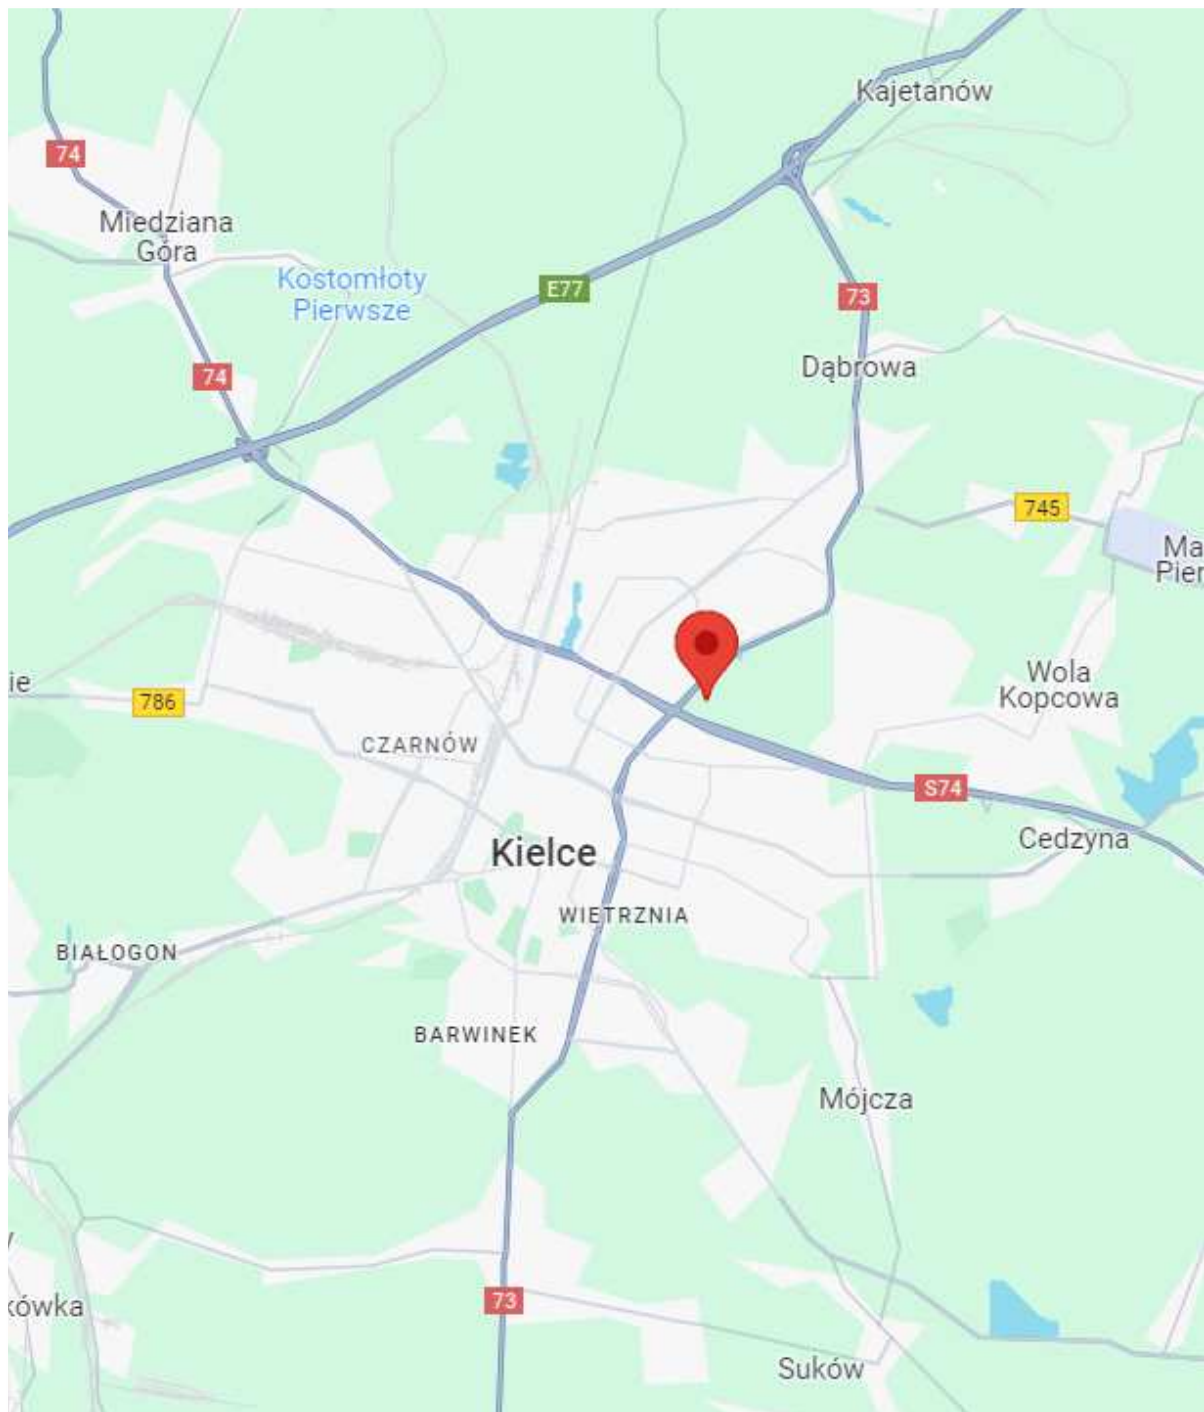 Kajetanów
74
Miedziana
Góra
Kostomłoty
Pierwsze
E77
73
Dąbrowa
74
745
Ma
Pier
ie
786
Wola
Kopcowa
CZARNÓW
S74
Cedzyna
Kielce
WIETRZNIA
BIAŁOGON
BARWINEK
Mójcza
73
kówka
Suków